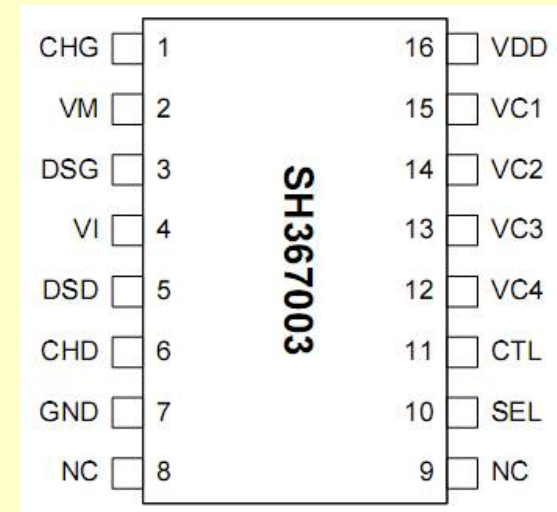 CHG 1 16 VDD
VM 2 15 VC1
DSG 3 14 VC2
VI 4 13 VC3
DSD 5 12 VC4
CHD 6 11 CTL
GND 7 10 SEL
NC 8 9 NC
SH367003